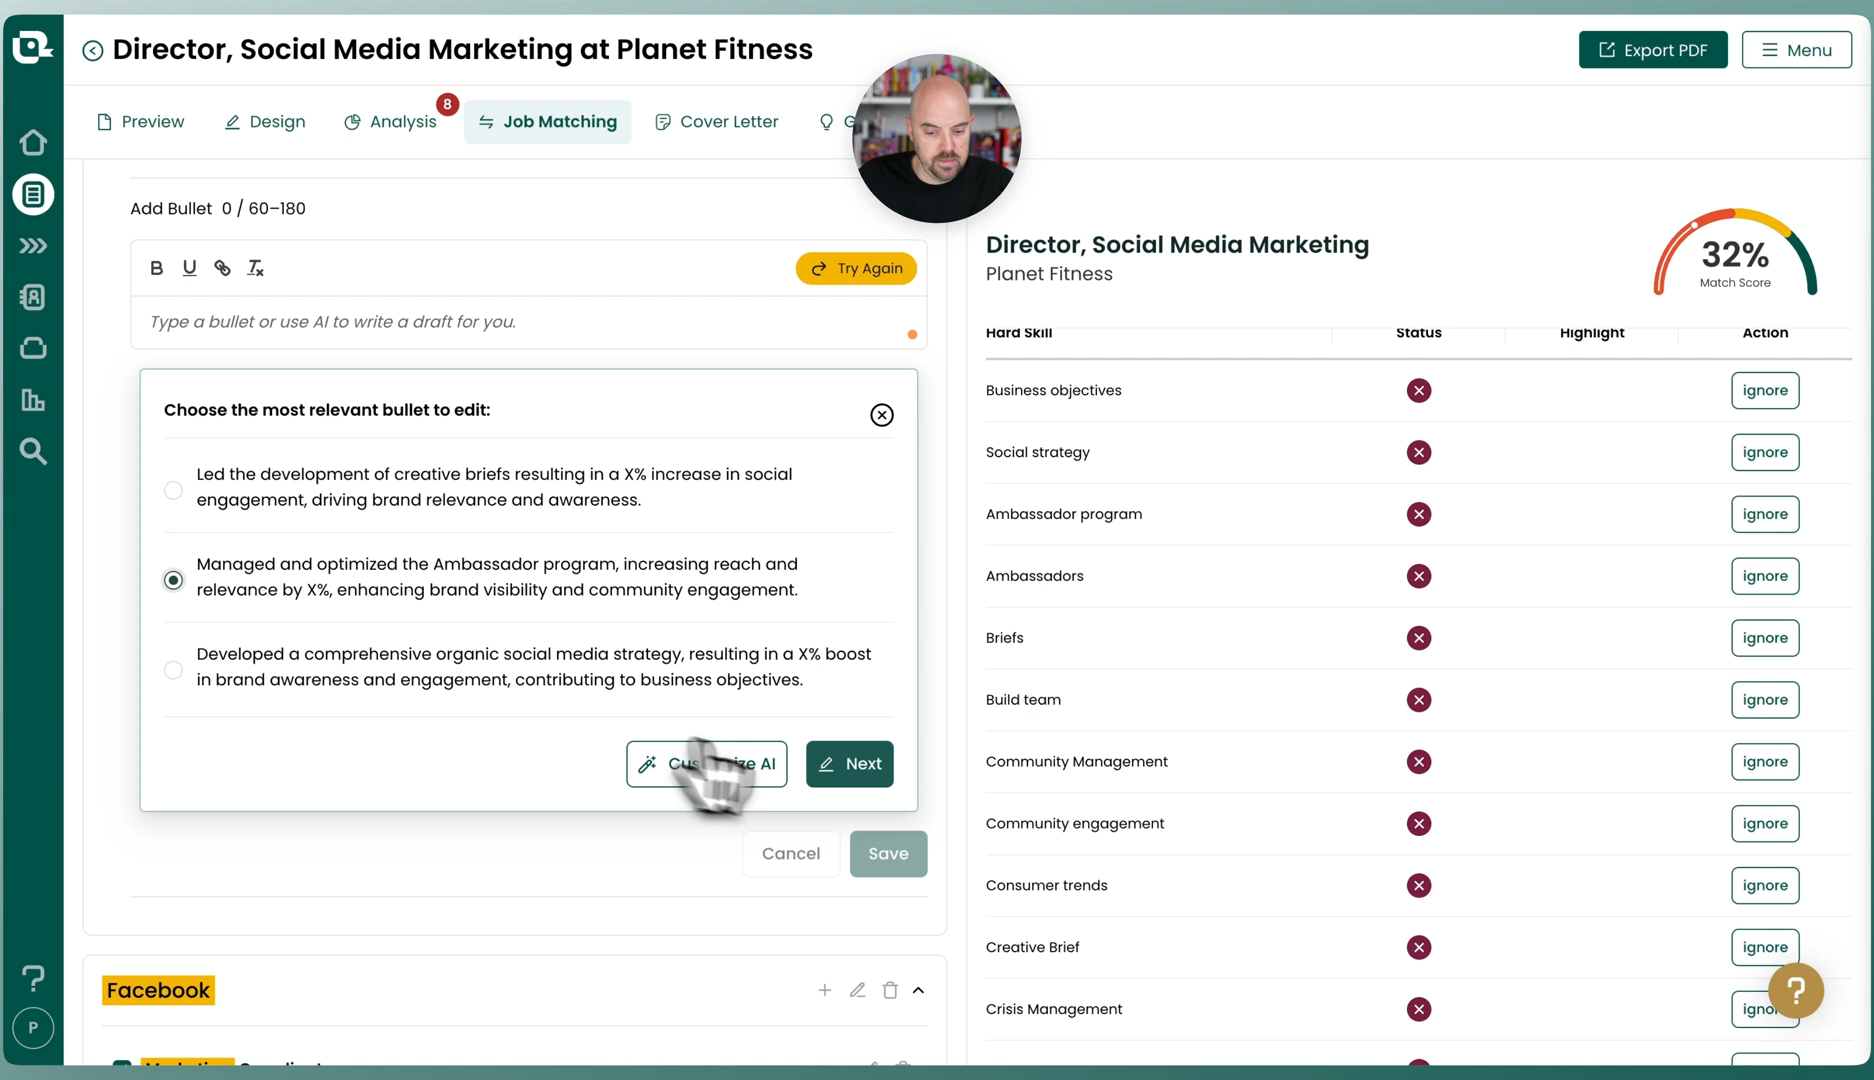 Director, Social Media Marketing at Planet Fitness
Export PDF
Menu
Preview
Design
Analysis
8
Job Matching
Cover Letter
G
Add Bullet 0 / 60–180
B U
Try Again
Type a bullet or use AI to write a draft for you.
Choose the most relevant bullet to edit:
Led the development of creative briefs resulting in a X% increase in social
engagement, driving brand relevance and awareness.
Managed and optimized the Ambassador program, increasing reach and
relevance by X%, enhancing brand visibility and community engagement.
Developed a comprehensive organic social media strategy, resulting in a X% boost
in brand awareness and engagement, contributing to business objectives.
AI
Next
Cancel
Save
Facebook
Director, Social Media Marketing
Planet Fitness
32%
Match Score
Hard Skill Status Highlight Action
Business objectives ignore
Social strategy ignore
Ambassador program ignore
Ambassadors ignore
Briefs ignore
Build team ignore
Community Management ignore
Community engagement ignore
Consumer trends ignore
Creative Brief ignore
Crisis Management
?
?
P